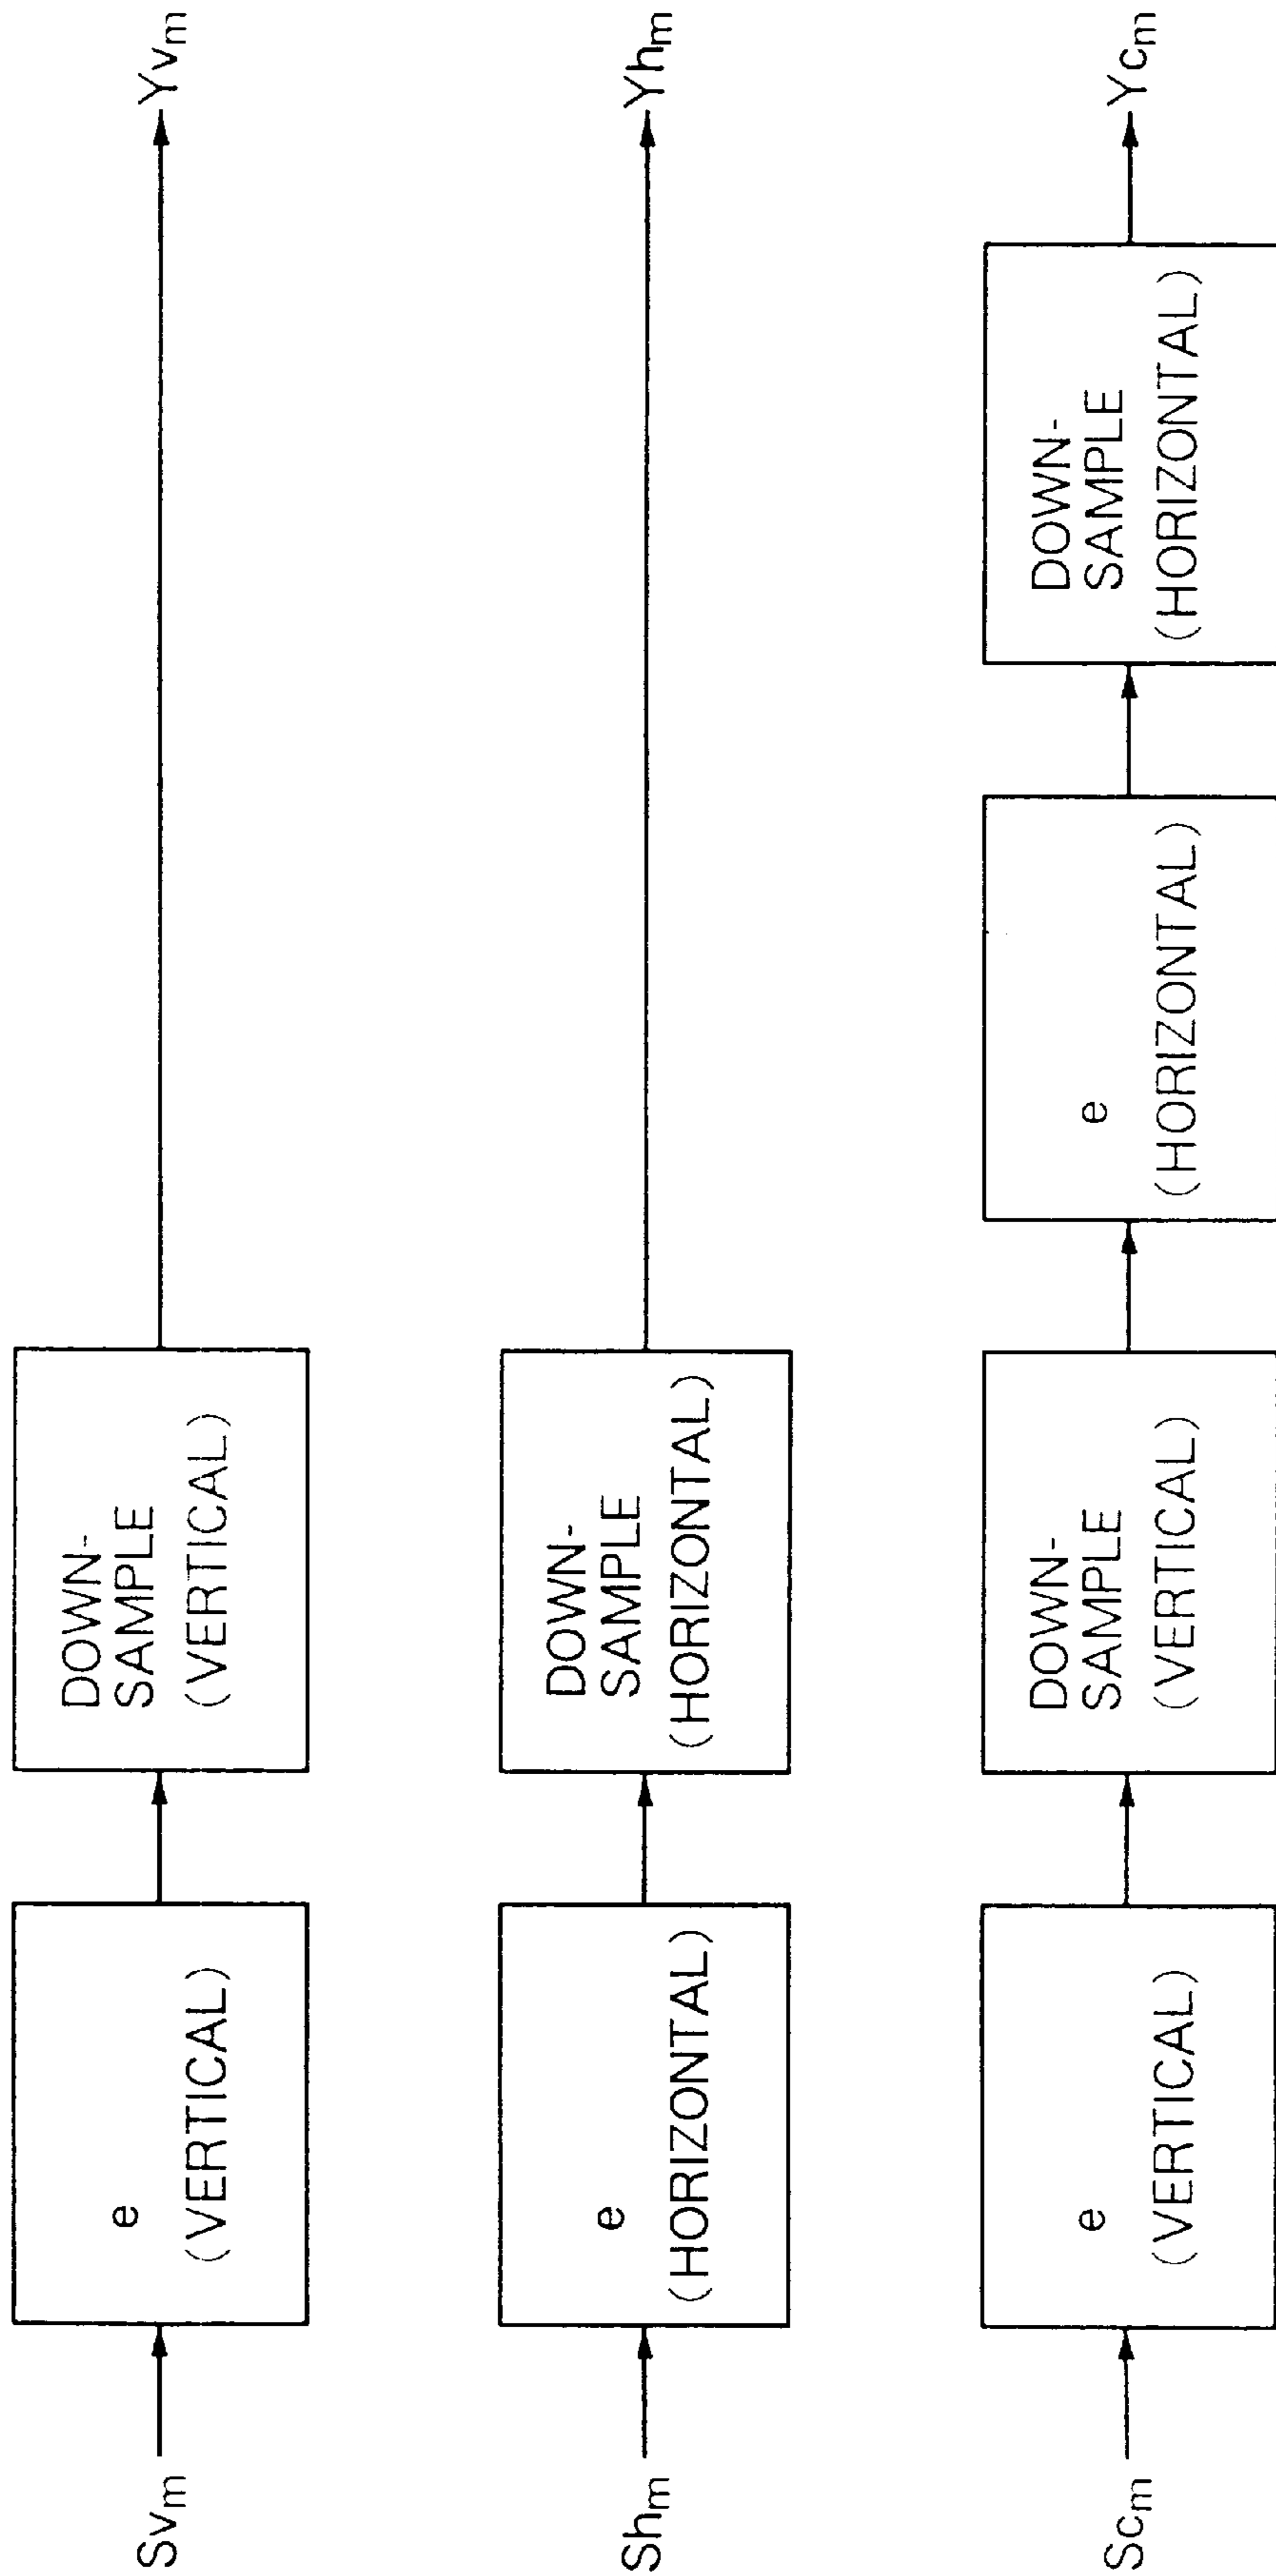 Svm
e
(VERTICAL)
DOWN-
SAMPLE
(VERTICAL)
Yvm
Shm
e
(HORIZONTAL)
DOWN-
SAMPLE
(HORIZONTAL)
Yhm
Scm
e
(VERTICAL)
DOWN-
SAMPLE
(VERTICAL)
e
(HORIZONTAL)
DOWN-
SAMPLE
(HORIZONTAL)
Ycm